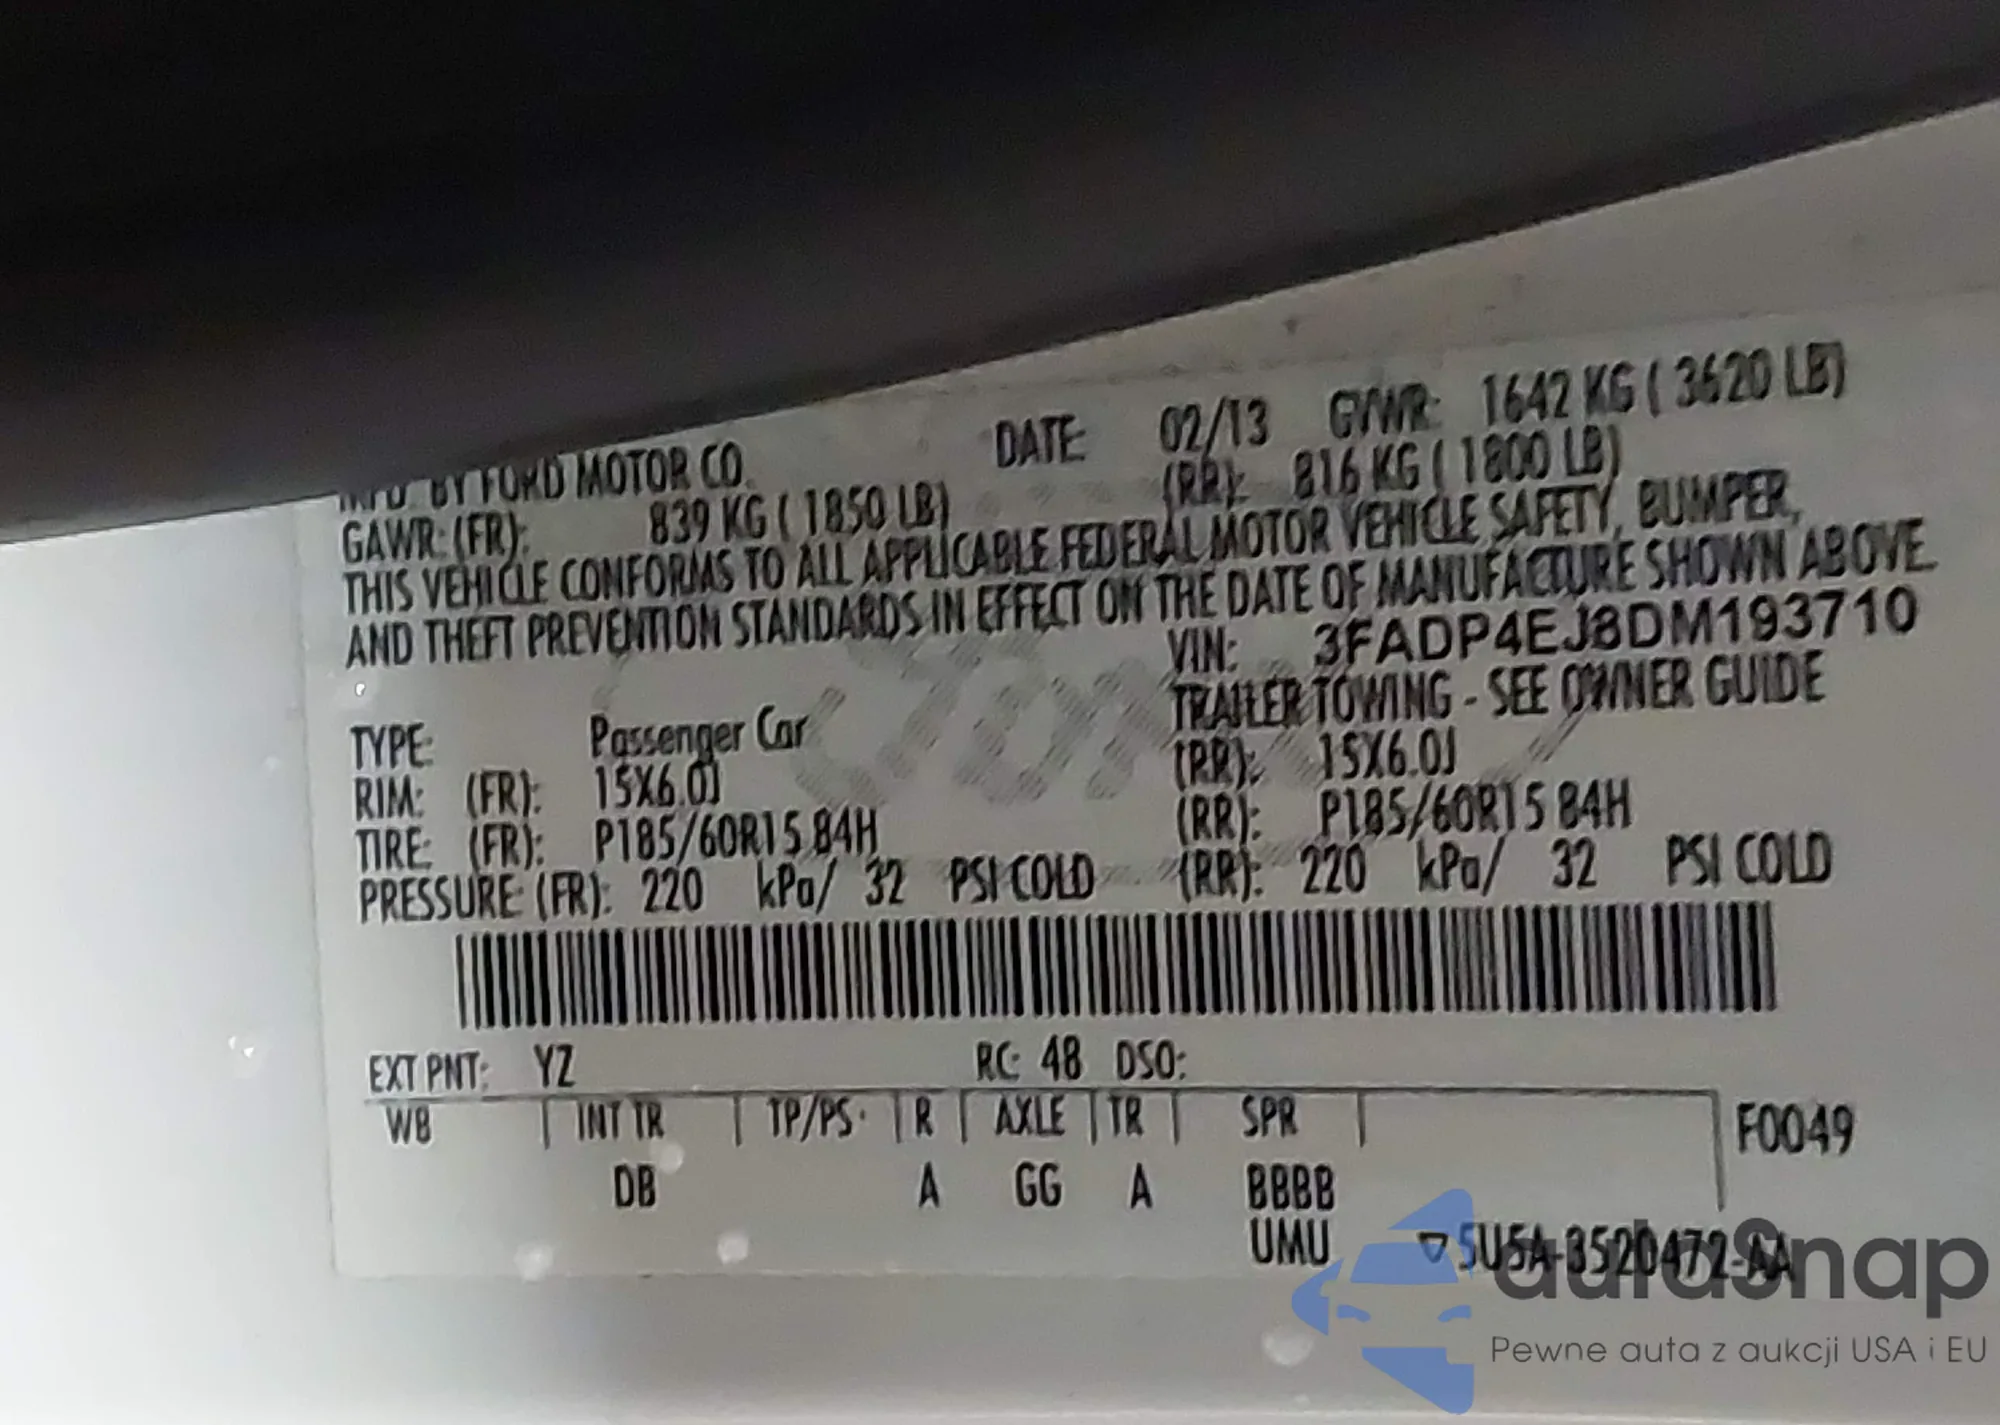 MFD. BY FORD MOTOR CO. DATE: 02/13 GVWR: 1642 KG ( 3620 LB)
GAWR: (FR): 839 KG ( 1850 LB) (RR): 816 KG ( 1800 LB)
THIS VEHICLE CONFORMS TO ALL APPLICABLE FEDERAL MOTOR VEHICLE SAFETY, BUMPER,
AND THEFT PREVENTION STANDARDS IN EFFECT ON THE DATE OF MANUFACTURE SHOWN ABOVE.
VIN: 3FADP4EJ8DM193710
TRAILER TOWING - SEE OWNER GUIDE
TYPE: Passenger Car
RIM: (FR): 15X6.0J (RR): 15X6.0J
TIRE: (FR): P185/60R15 84H (RR): P185/60R15 84H
PRESSURE: (FR): 220 kPa/ 32 PSI COLD (RR): 220 kPa/ 32 PSI COLD
EXT PNT: YZ RC: 48 DSO:
WB INT TR TP/PS R AXLE TR SPR F0049
DB A GG A BBBB
UMU ▽5U5A-3520472-AA
autoSnap
Pewne auta z aukcji USA i EU